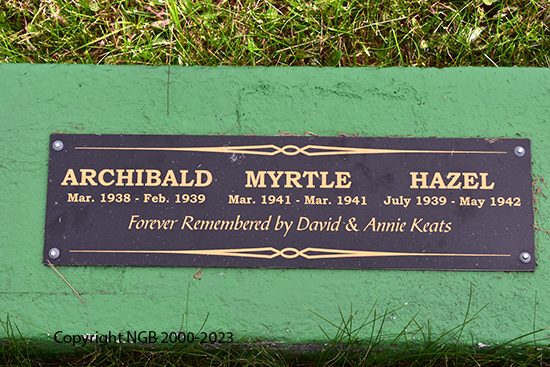 ARCHIBALD MYRTLE HAZEL
Mar. 1938 - Feb. 1939 Mar. 1941 - Mar. 1941 July 1939 - May 1942
Forever Remembered by David & Annie Keats
Copyright NGB 2000-2023